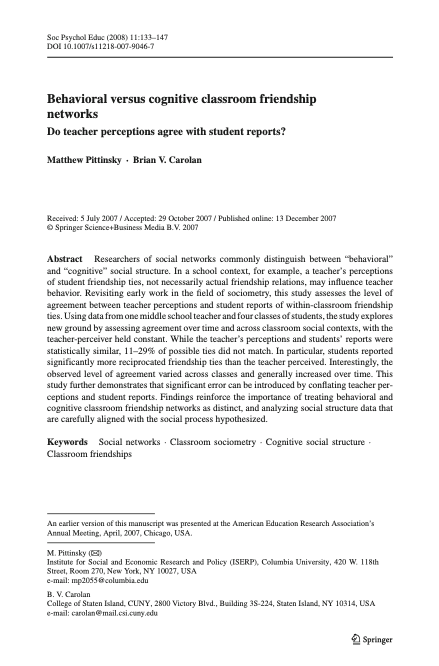 Soc Psychol Educ (2008) 11:133–147
DOI 10.1007/s11218-007-9046-7
Behavioral versus cognitive classroom friendship
networks
Do teacher perceptions agree with student reports?
Matthew Pittinsky · Brian V. Carolan
Received: 5 July 2007 / Accepted: 29 October 2007 / Published online: 13 December 2007
© Springer Science+Business Media B.V. 2007
Abstract Researchers of social networks commonly distinguish between “behavioral”
and “cognitive” social structure. In a school context, for example, a teacher’s perceptions
of student friendship ties, not necessarily actual friendship relations, may influence teacher
behavior. Revisiting early work in the field of sociometry, this study assesses the level of
agreement between teacher perceptions and student reports of within-classroom friendship
ties. Using data from one middle school teacher and four classes of students, the study explores
new ground by assessing agreement over time and across classroom social contexts, with the
teacher-perceiver held constant. While the teacher’s perceptions and students’ reports were
statistically similar, 11–29% of possible ties did not match. In particular, students reported
significantly more reciprocated friendship ties than the teacher perceived. Interestingly, the
observed level of agreement varied across classes and generally increased over time. This
study further demonstrates that significant error can be introduced by conflating teacher per-
ceptions and student reports. Findings reinforce the importance of treating behavioral and
cognitive classroom friendship networks as distinct, and analyzing social structure data that
are carefully aligned with the social process hypothesized.
Keywords Social networks · Classroom sociometry · Cognitive social structure ·
Classroom friendships
An earlier version of this manuscript was presented at the American Education Research Association’s
Annual Meeting, April, 2007, Chicago, USA.
M. Pittinsky (✉)
Institute for Social and Economic Research and Policy (ISERP), Columbia University, 420 W. 118th
Street, Room 270, New York, NY 10027, USA
e-mail: mp2055@columbia.edu
B. V. Carolan
College of Staten Island, CUNY, 2800 Victory Blvd., Building 3S-224, Staten Island, NY 10314, USA
e-mail: carolan@mail.csi.cuny.edu
Springer